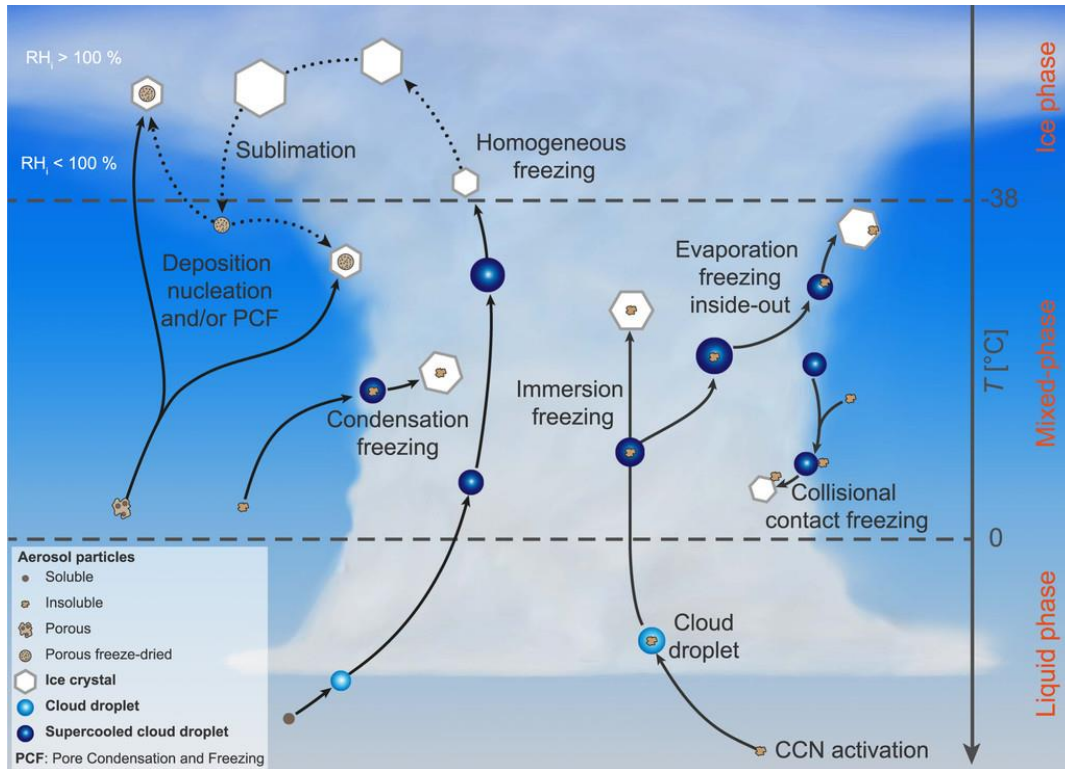 RHi > 100 %
RHi < 100 %
Sublimation
Homogeneous
freezing
Deposition
nucleation
and/or PCF
Condensation
freezing
Immersion
freezing
Evaporation
freezing
inside-out
Collisional
contact freezing
Cloud
droplet
CCN activation
-38
0
T [°C]
Ice phase
Mixed-phase
Liquid phase
Aerosol particles
Soluble
Insoluble
Porous
Porous freeze-dried
Ice crystal
Cloud droplet
Supercooled cloud droplet
PCF: Pore Condensation and Freezing